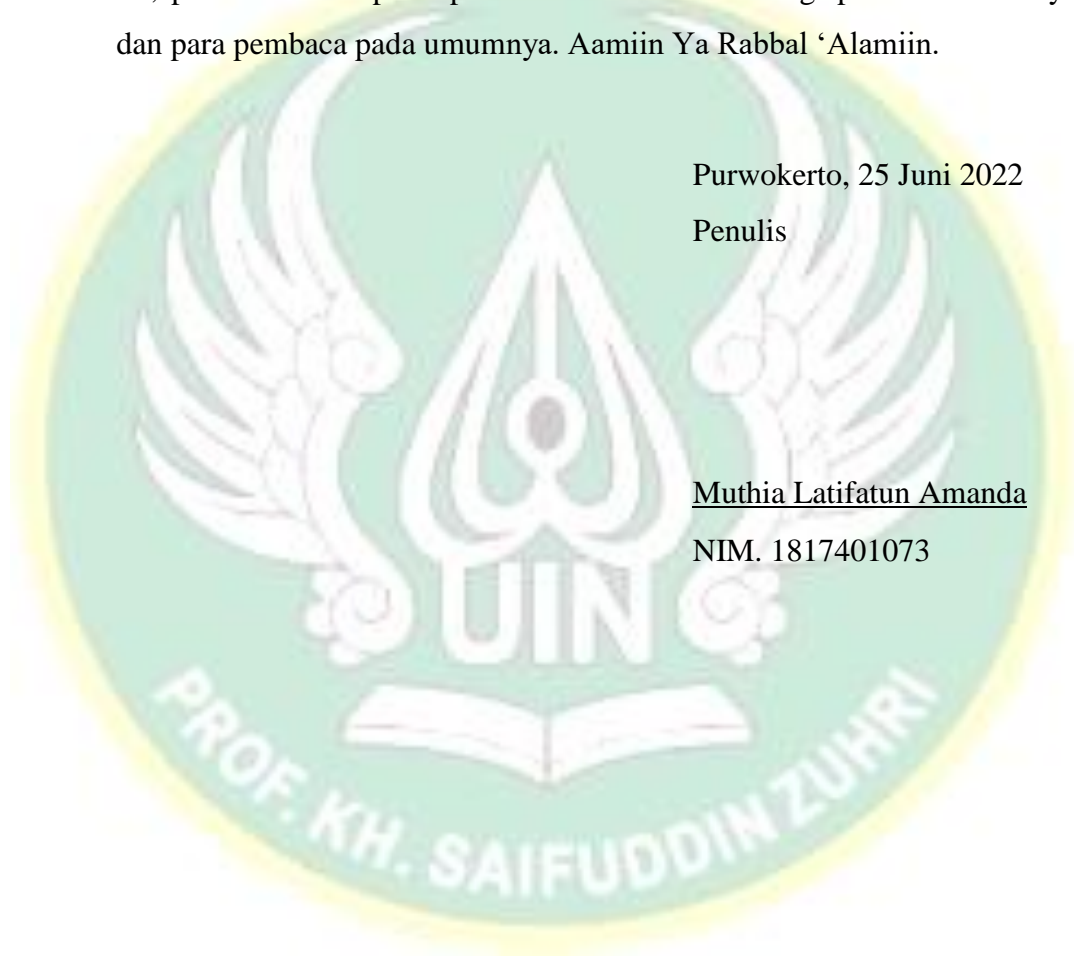 dan para pembaca pada umumnya. Aamiin Ya Rabbal ‘Alamiin.
Purwokerto, 25 Juni 2022
Penulis
Muthia Latifatun Amanda
NIM. 1817401073
UIN
PROF. KH. SAIFUDDIN ZUHRI